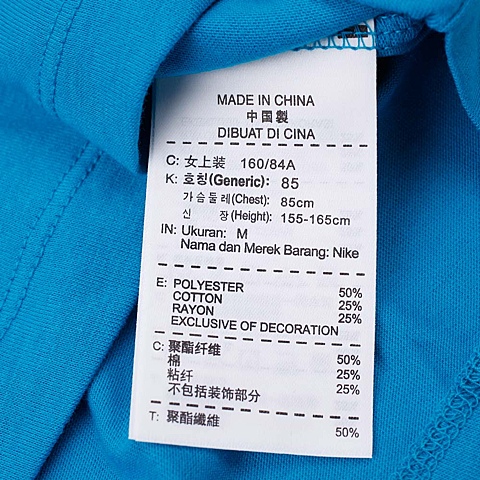 MADE IN CHINA
中国製
DIBUAT DI CINA
C: 女上装 160/84A
K: 호칭(Generic): 85
가슴둘레(Chest): 85cm
신 장(Height): 155-165cm
IN: Ukuran: M
Nama dan Merek Barang: Nike
E: POLYESTER 50%
COTTON 25%
RAYON 25%
EXCLUSIVE OF DECORATION
C: 聚酯纤维 50%
棉 25%
粘纤 25%
不包括装饰部分
T: 聚酯纖維 50%